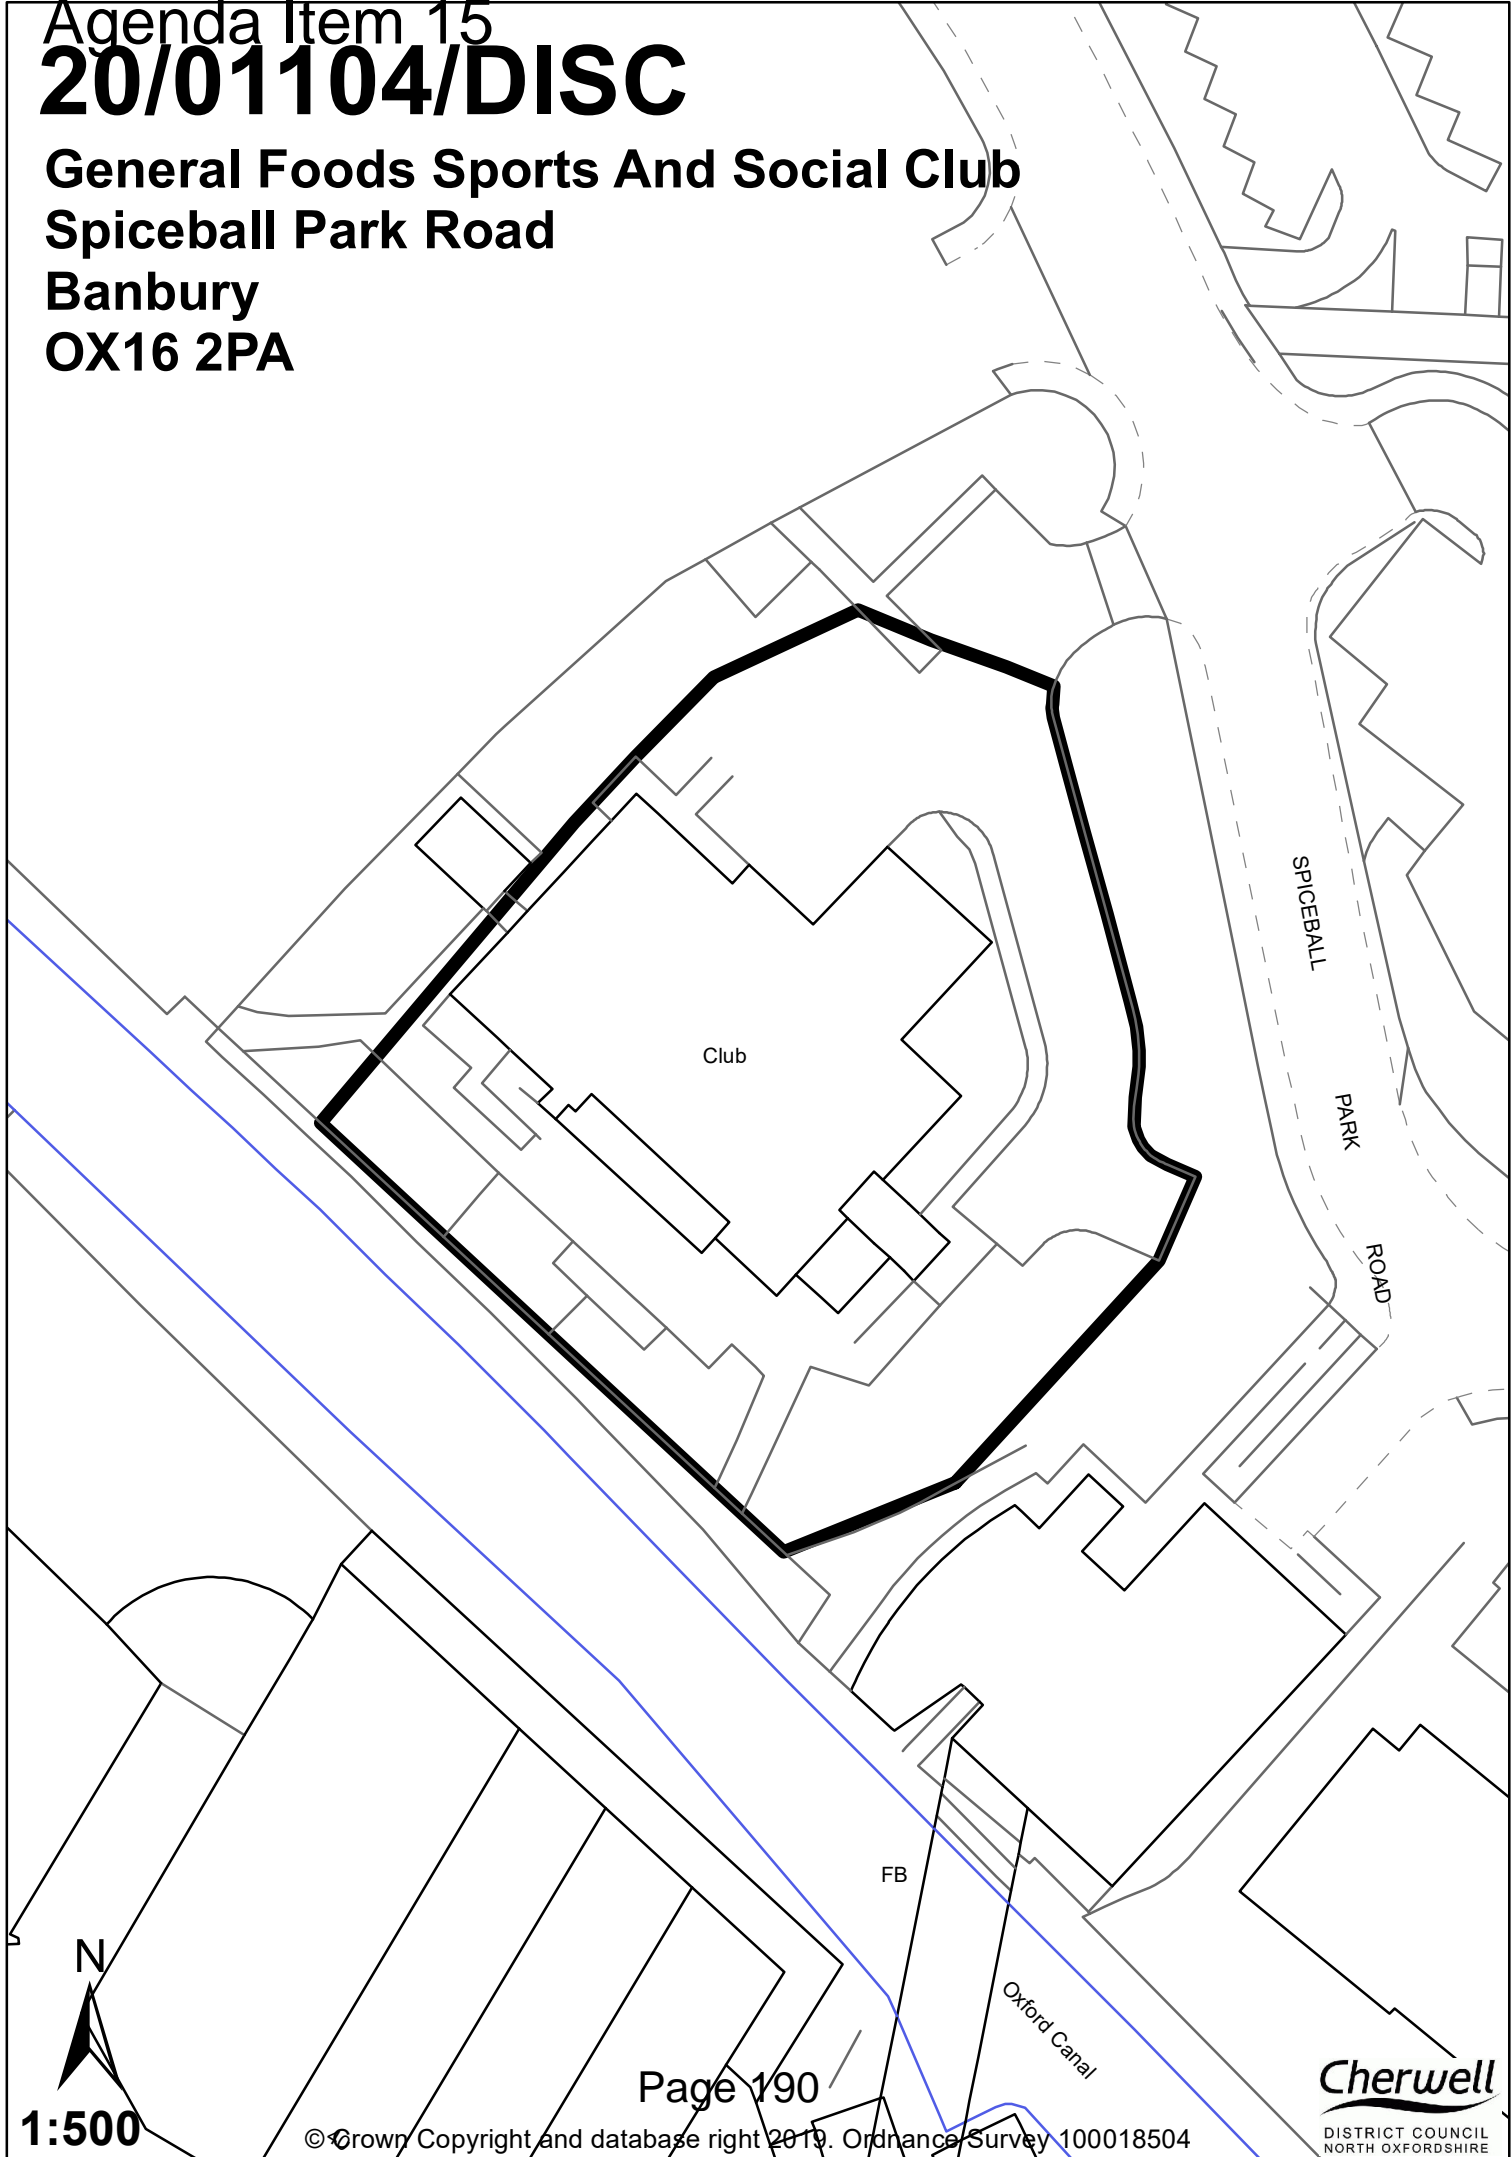 Agenda Item 15
20/01104/DISC
General Foods Sports And Social Club
Spiceball Park Road
Banbury
OX16 2PA
SPICEBALL
PARK
ROAD
Club
FB
Oxford Canal
N
1:500
Page 190
© Crown Copyright and database right 2019. Ordnance Survey 100018504
Cherwell
DISTRICT COUNCIL
NORTH OXFORDSHIRE